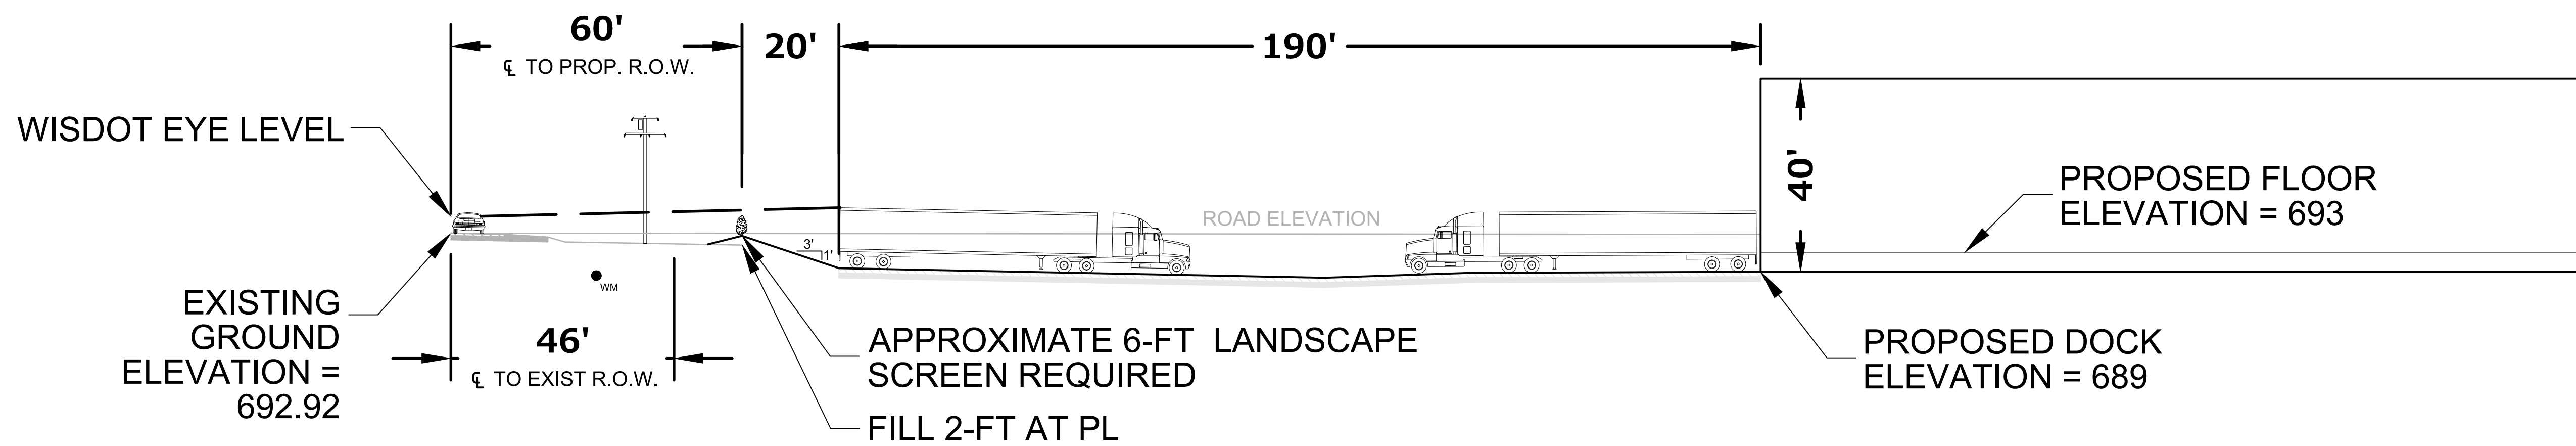 60'
℄ TO PROP. R.O.W.
20'
190'
WISDOT EYE LEVEL
40'
PROPOSED FLOOR
ELEVATION = 693
ROAD ELEVATION
3'
1'
WM
EXISTING
GROUND
ELEVATION =
692.92
46'
℄ TO EXIST R.O.W.
APPROXIMATE 6-FT LANDSCAPE
SCREEN REQUIRED
FILL 2-FT AT PL
PROPOSED DOCK
ELEVATION = 689